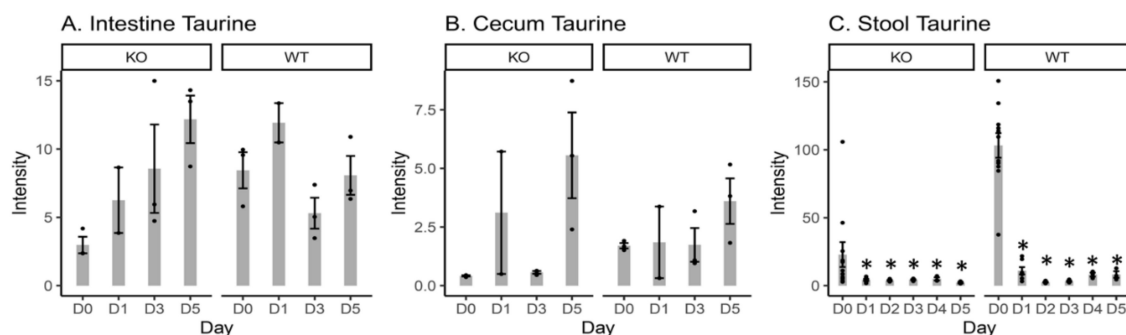 A. Intestine Taurine
KO WT
Intensity
15
10
5
0
D0 D1 D3 D5 D0 D1 D3 D5
Day
B. Cecum Taurine
KO WT
Intensity
7.5
5.0
2.5
0.0
D0 D1 D3 D5 D0 D1 D3 D5
Day
C. Stool Taurine
KO WT
Intensity
150
100
50
0
* * * * * * * * * *
D0 D1 D2 D3 D4 D5 D0 D1 D2 D3 D4 D5
Day